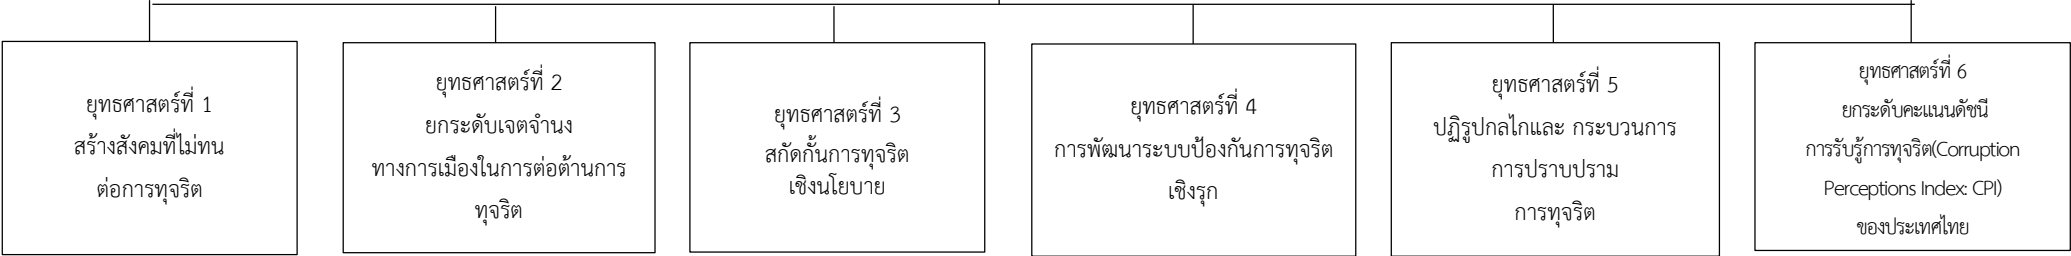 ยุทธศาสตร์ที่ 1
สร้างสังคมที่ไม่ทน
ต่อการทุจริต
ยุทธศาสตร์ที่ 2
ยกระดับเจตจำนง
ทางการเมืองในการต่อต้านการ
ทุจริต
ยุทธศาสตร์ที่ 3
สกัดกั้นการทุจริต
เชิงนโยบาย
ยุทธศาสตร์ที่ 4
การพัฒนาระบบป้องกันการทุจริต
เชิงรุก
ยุทธศาสตร์ที่ 5
ปฏิรูปกลไกและ กระบวนการ
การปราบปราม
การทุจริต
ยุทธศาสตร์ที่ 6
ยกระดับคะแนนดัชนี
การรับรู้การทุจริต(Corruption
Perceptions Index: CPI)
ของประเทศไทย